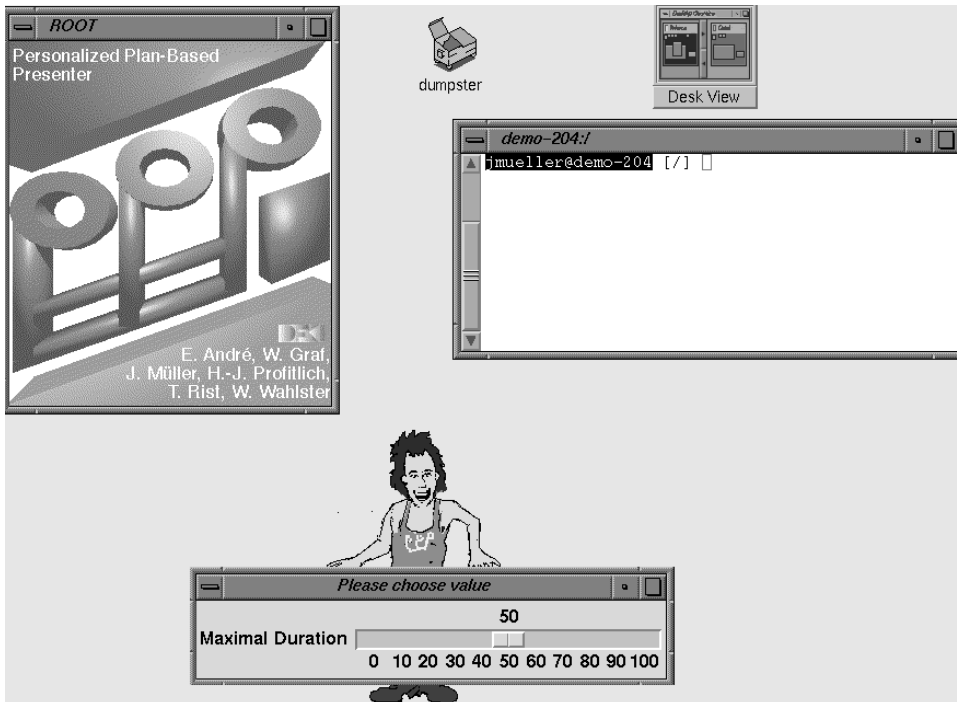 ROOT
Personalized Plan-Based
Presenter
E. André, W. Graf,
J. Müller, H.-J. Profitlich,
T. Rist, W. Wahlster
dumpster
Desk View
demo-204:/
jmueller@demo-204 [/]
Please choose value
50
Maximal Duration
0 10 20 30 40 50 60 70 80 90 100